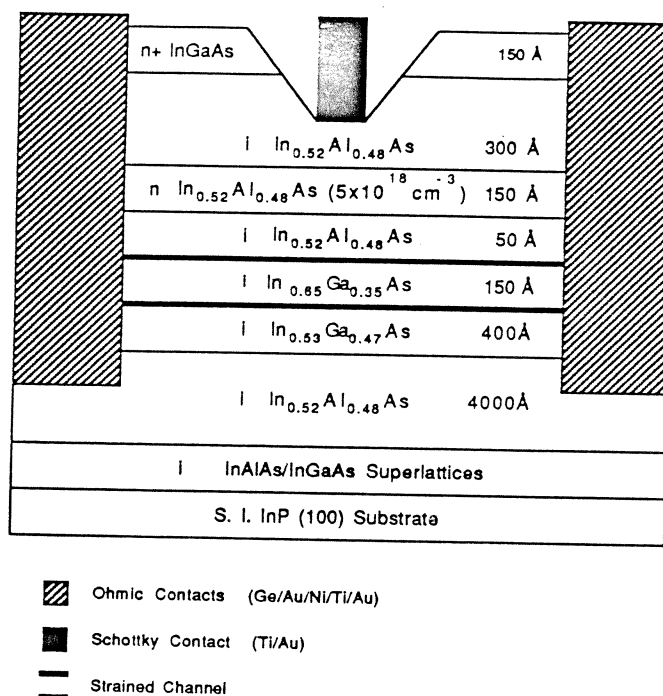 n+ InGaAs 150 Å
i In0.52Al0.48As 300 Å
n In0.52Al0.48As (5x10^18 cm^-3) 150 Å
i In0.52Al0.48As 50 Å
i In0.65Ga0.35As 150 Å
i In0.53Ga0.47As 400Å
i In0.52Al0.48As 4000Å
i InAlAs/InGaAs Superlattices
S. I. InP (100) Substrate
Ohmic Contacts (Ge/Au/Ni/Ti/Au)
Schottky Contact (Ti/Au)
Strained Channel